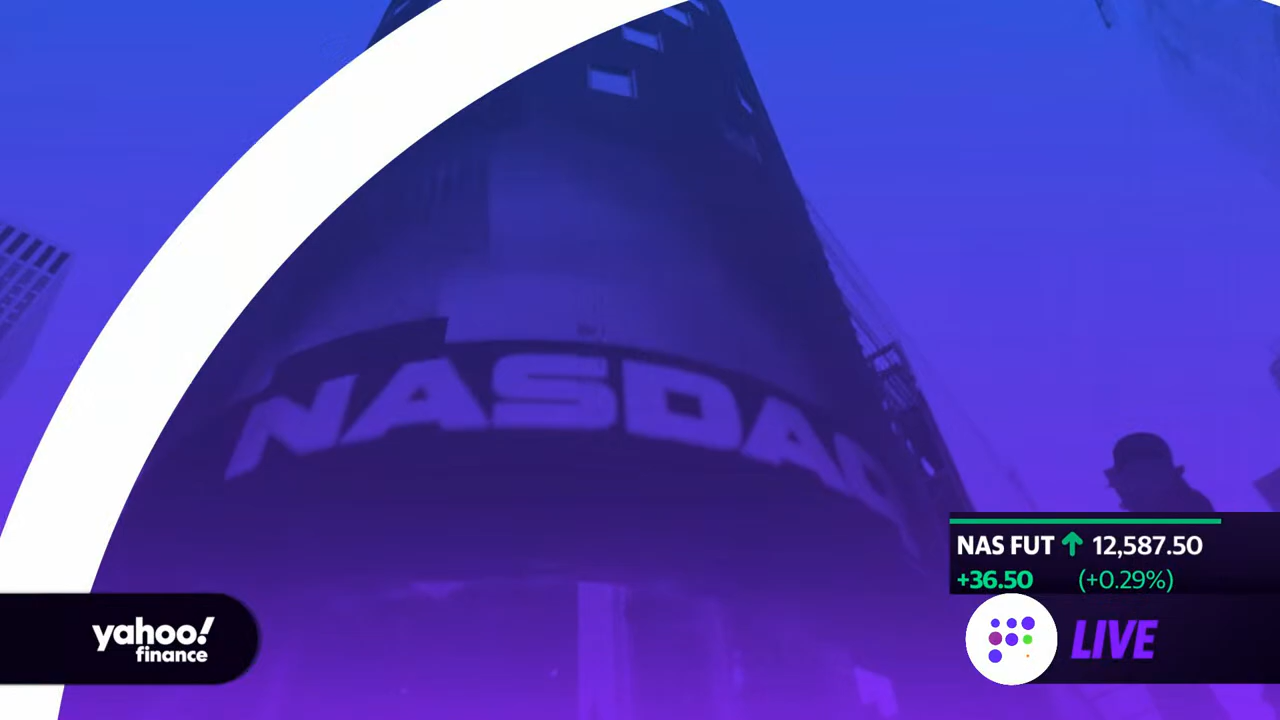 NASDAQ
NAS FUT 12,587.50
+36.50 (+0.29%)
yahoo!
finance
LIVE